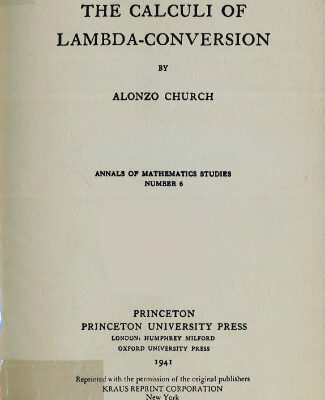 THE CALCULI OF
LAMBDA-CONVERSION
BY
ALONZO CHURCH
ANNALS OF MATHEMATICS STUDIES
NUMBER 6
PRINCETON
PRINCETON UNIVERSITY PRESS
LONDON: HUMPHREY MILFORD
OXFORD UNIVERSITY PRESS
1941
Reprinted with the permission of the original publishers
KRAUS REPRINT CORPORATION
New York